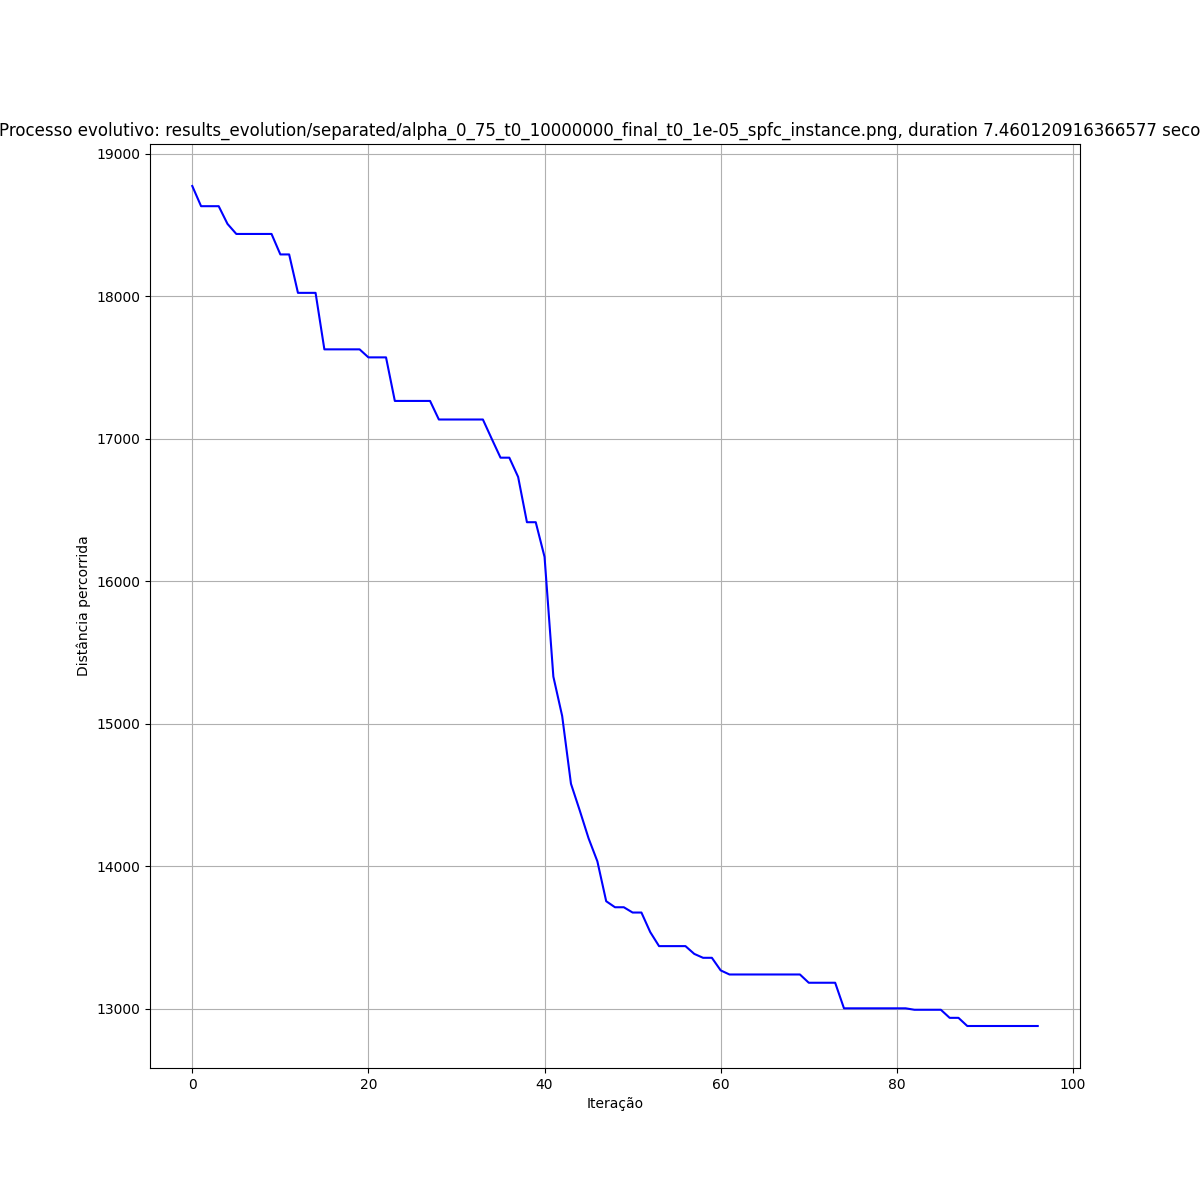 Processo evolutivo: results_evolution/separated/alpha_0_75_t0_10000000_final_t0_1e-05_spfc_instance.png, duration 7.460120916366577 seco
19000
18000
17000
16000
15000
14000
13000
Distância percorrida
0 20 40 60 80 100
Iteração